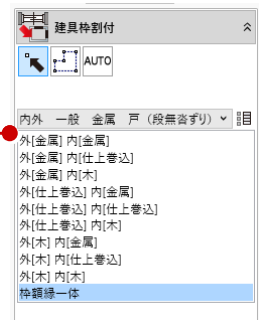 建具枠割付
AUTO
内外 一般 金属 戸（段無沓ずり）
外[金属] 内[金属]
外[金属] 内[仕上巻込]
外[金属] 内[木]
外[仕上巻込] 内[金属]
外[仕上巻込] 内[仕上巻込]
外[仕上巻込] 内[木]
外[木] 内[金属]
外[木] 内[仕上巻込]
外[木] 内[木]
枠額縁一体